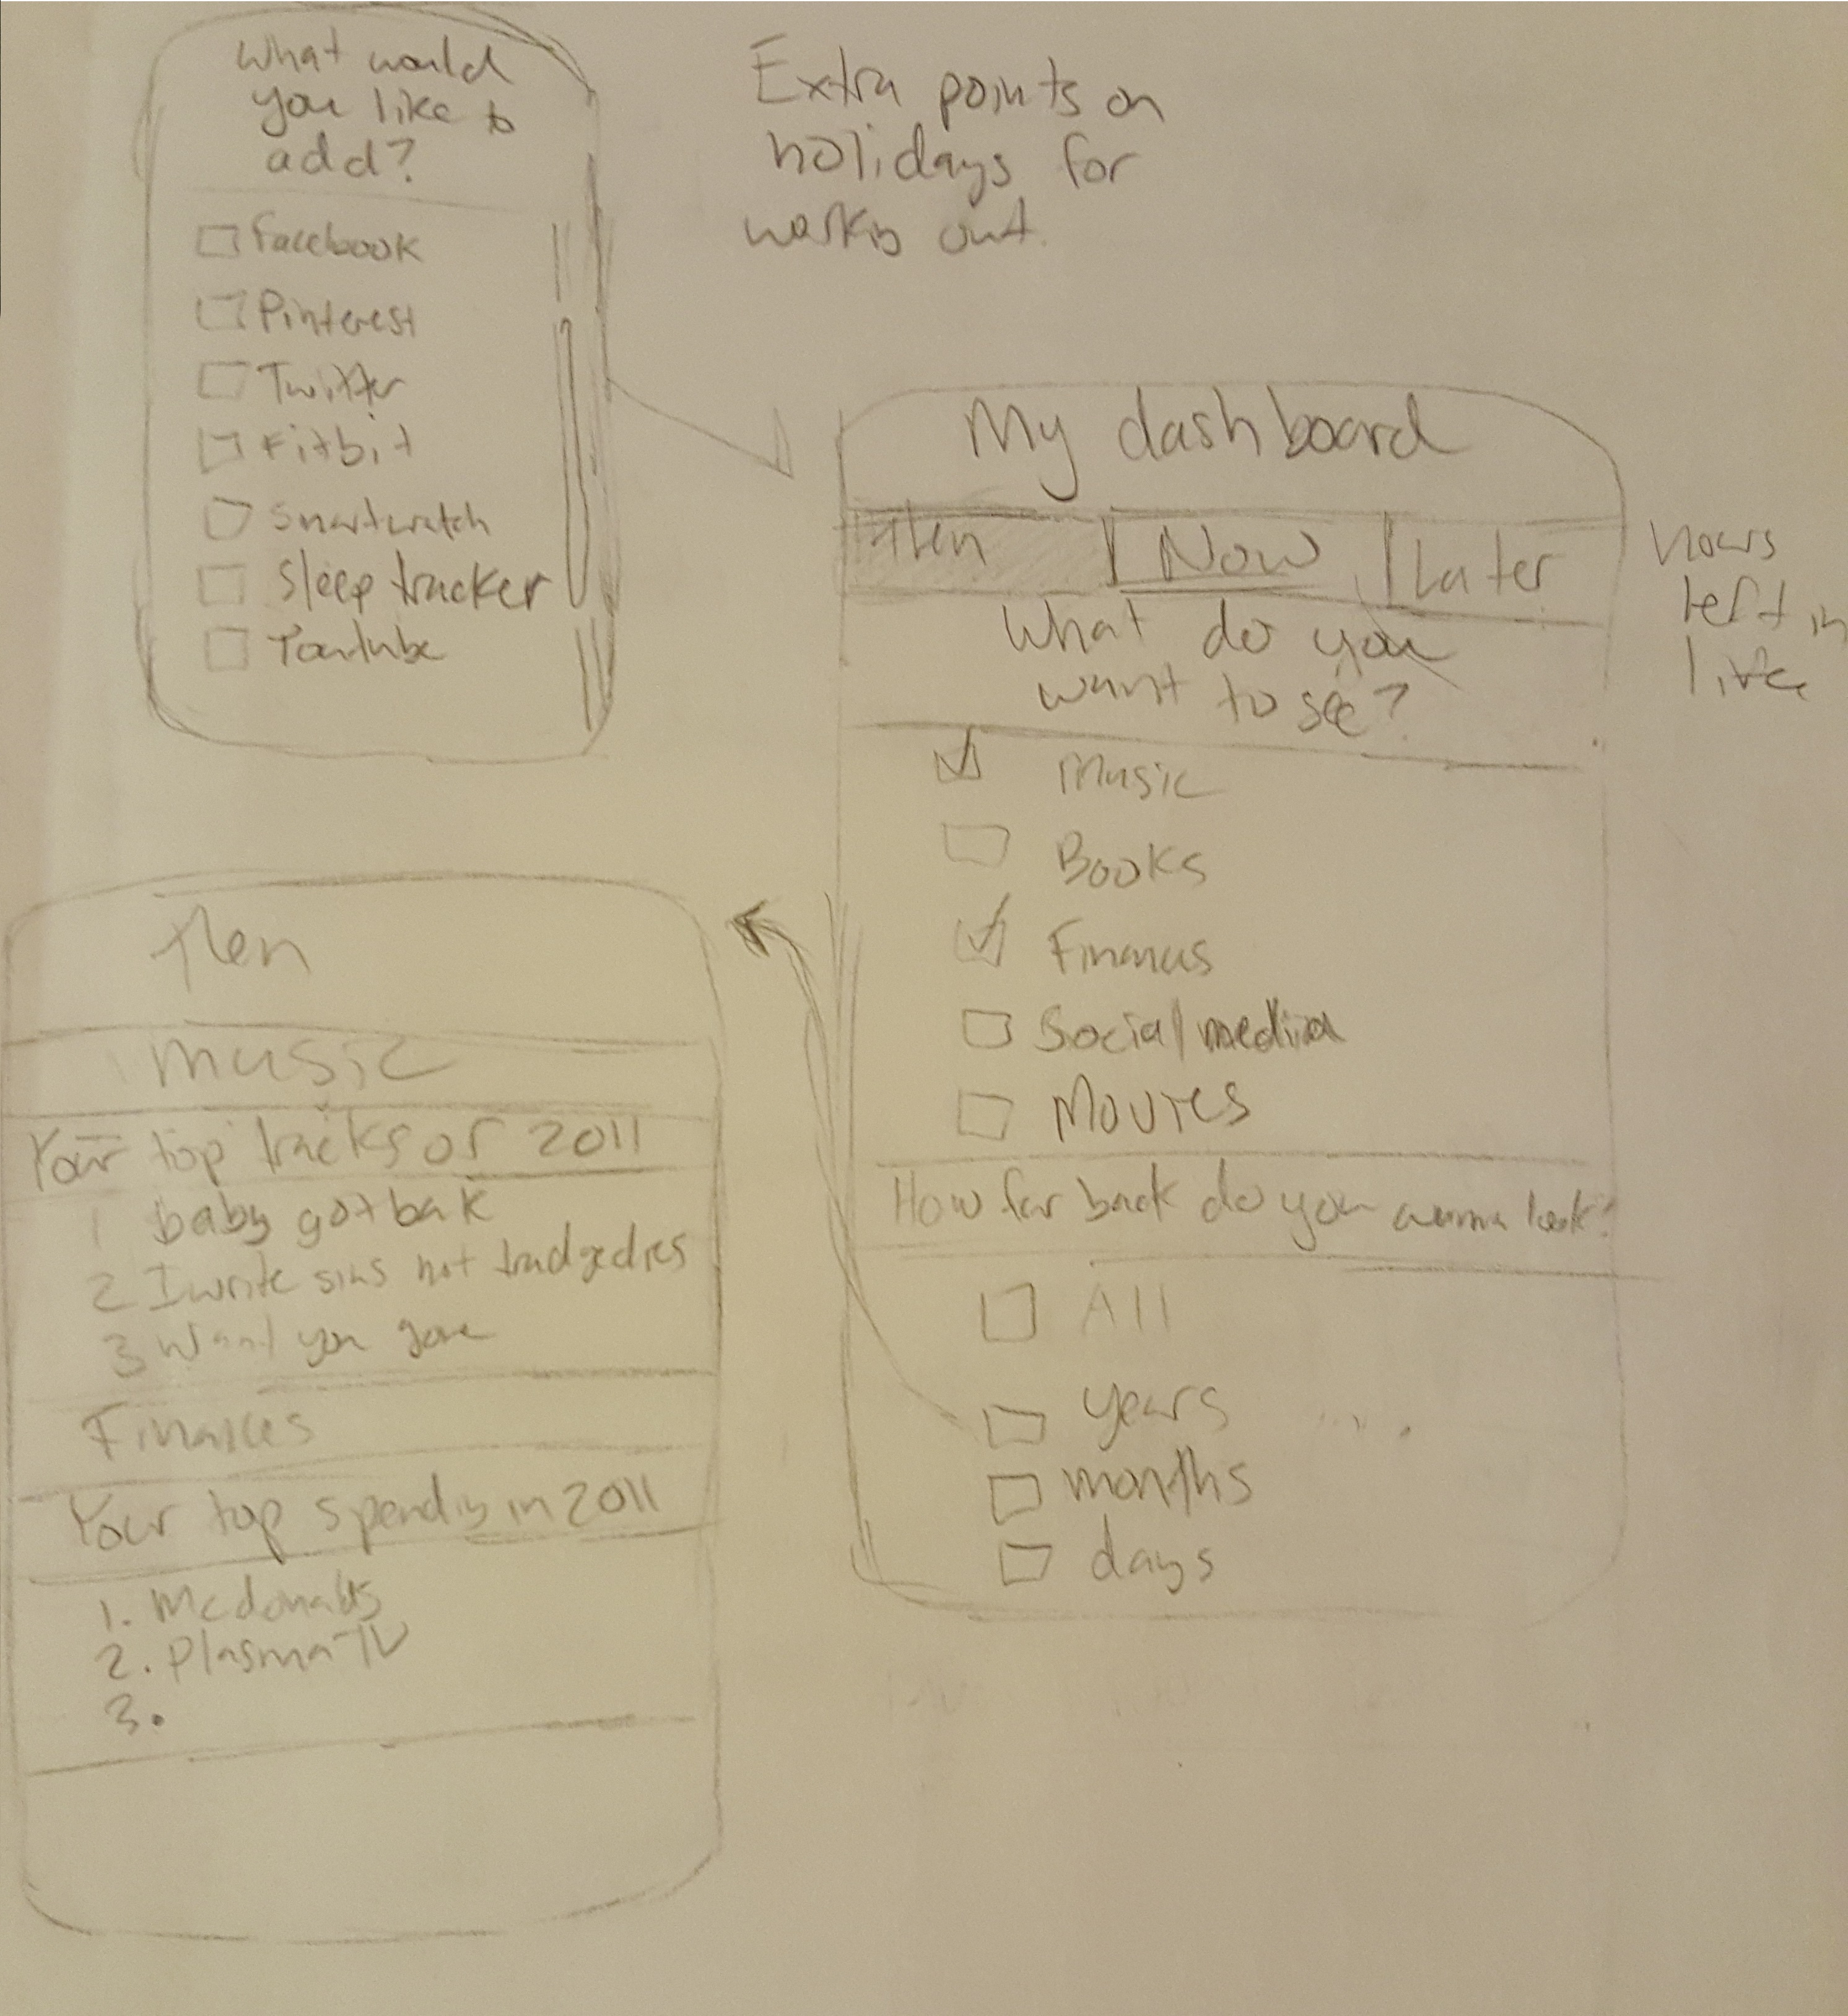 What would
you like to
add?
Facebook
Pinterest
Twitter
Fitbit
Smartwatch
Sleep tracker
Youtube
Extra points on
holidays for
workin out.
My dashboard
Then
Now
Later
hours
left in
life
What do you
want to see?
Music
Books
Finances
Social media
Movies
How far back do you wanna look?
All
years
months
days
Then
music
Your top tracks of 2011
1 baby got bak
2 I write sins not tradgedies
3 Want you gone
Finances
Your top spendin in 2011
1. Mcdonalds
2. Plasma TV
3.